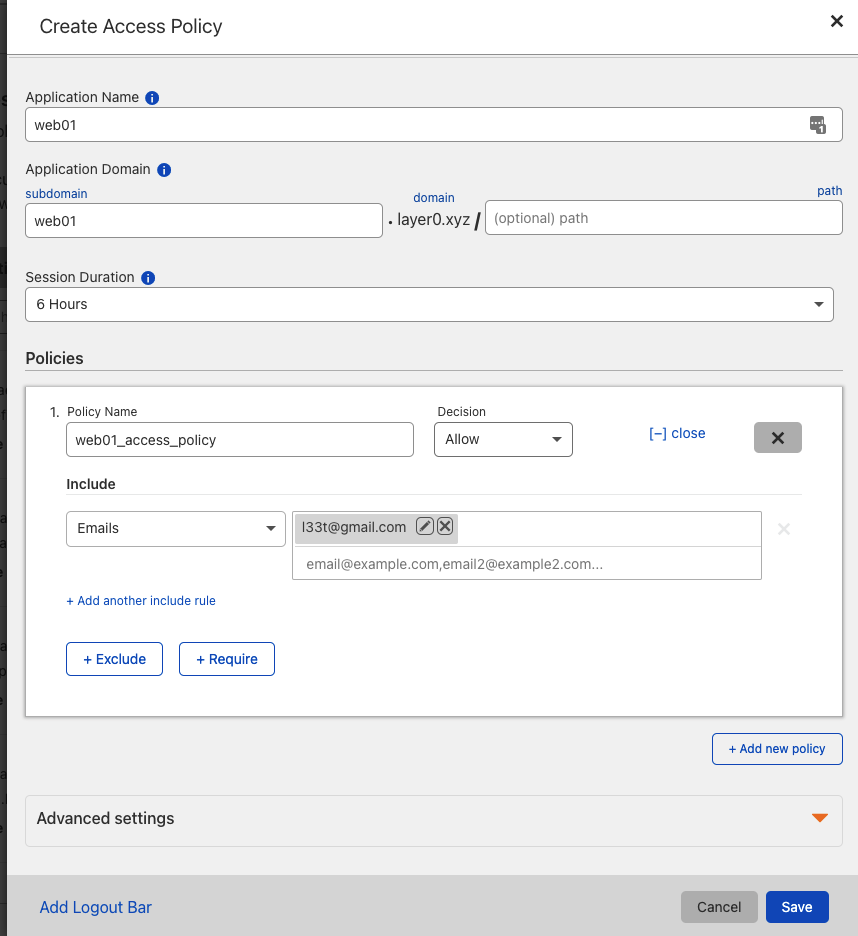 Create Access Policy
Application Name
web01
Application Domain
subdomain domain path
web01 . layer0.xyz / (optional) path
Session Duration
6 Hours
Policies
1. Policy Name Decision
web01_access_policy Allow [–] close
Include
Emails l33t@gmail.com
email@example.com,email2@example2.com...
+ Add another include rule
+ Exclude + Require
+ Add new policy
Advanced settings
Add Logout Bar Cancel Save